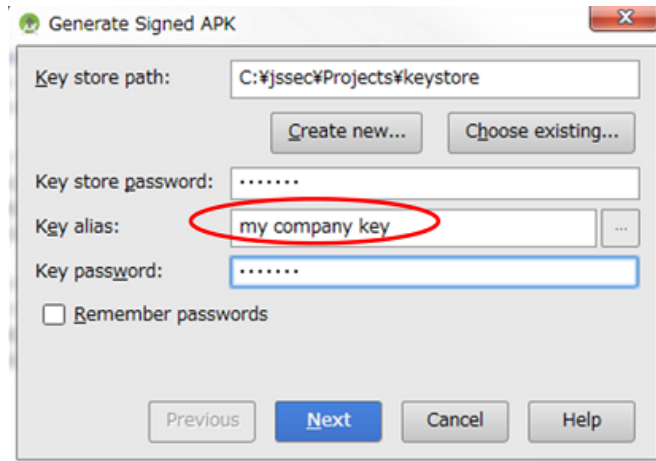 Generate Signed APK
Key store path: C:¥jssec¥Projects¥keystore
Create new... Choose existing...
Key store password: •••••••
Key alias: my company key ...
Key password: •••••••
Remember passwords
Previous Next Cancel Help